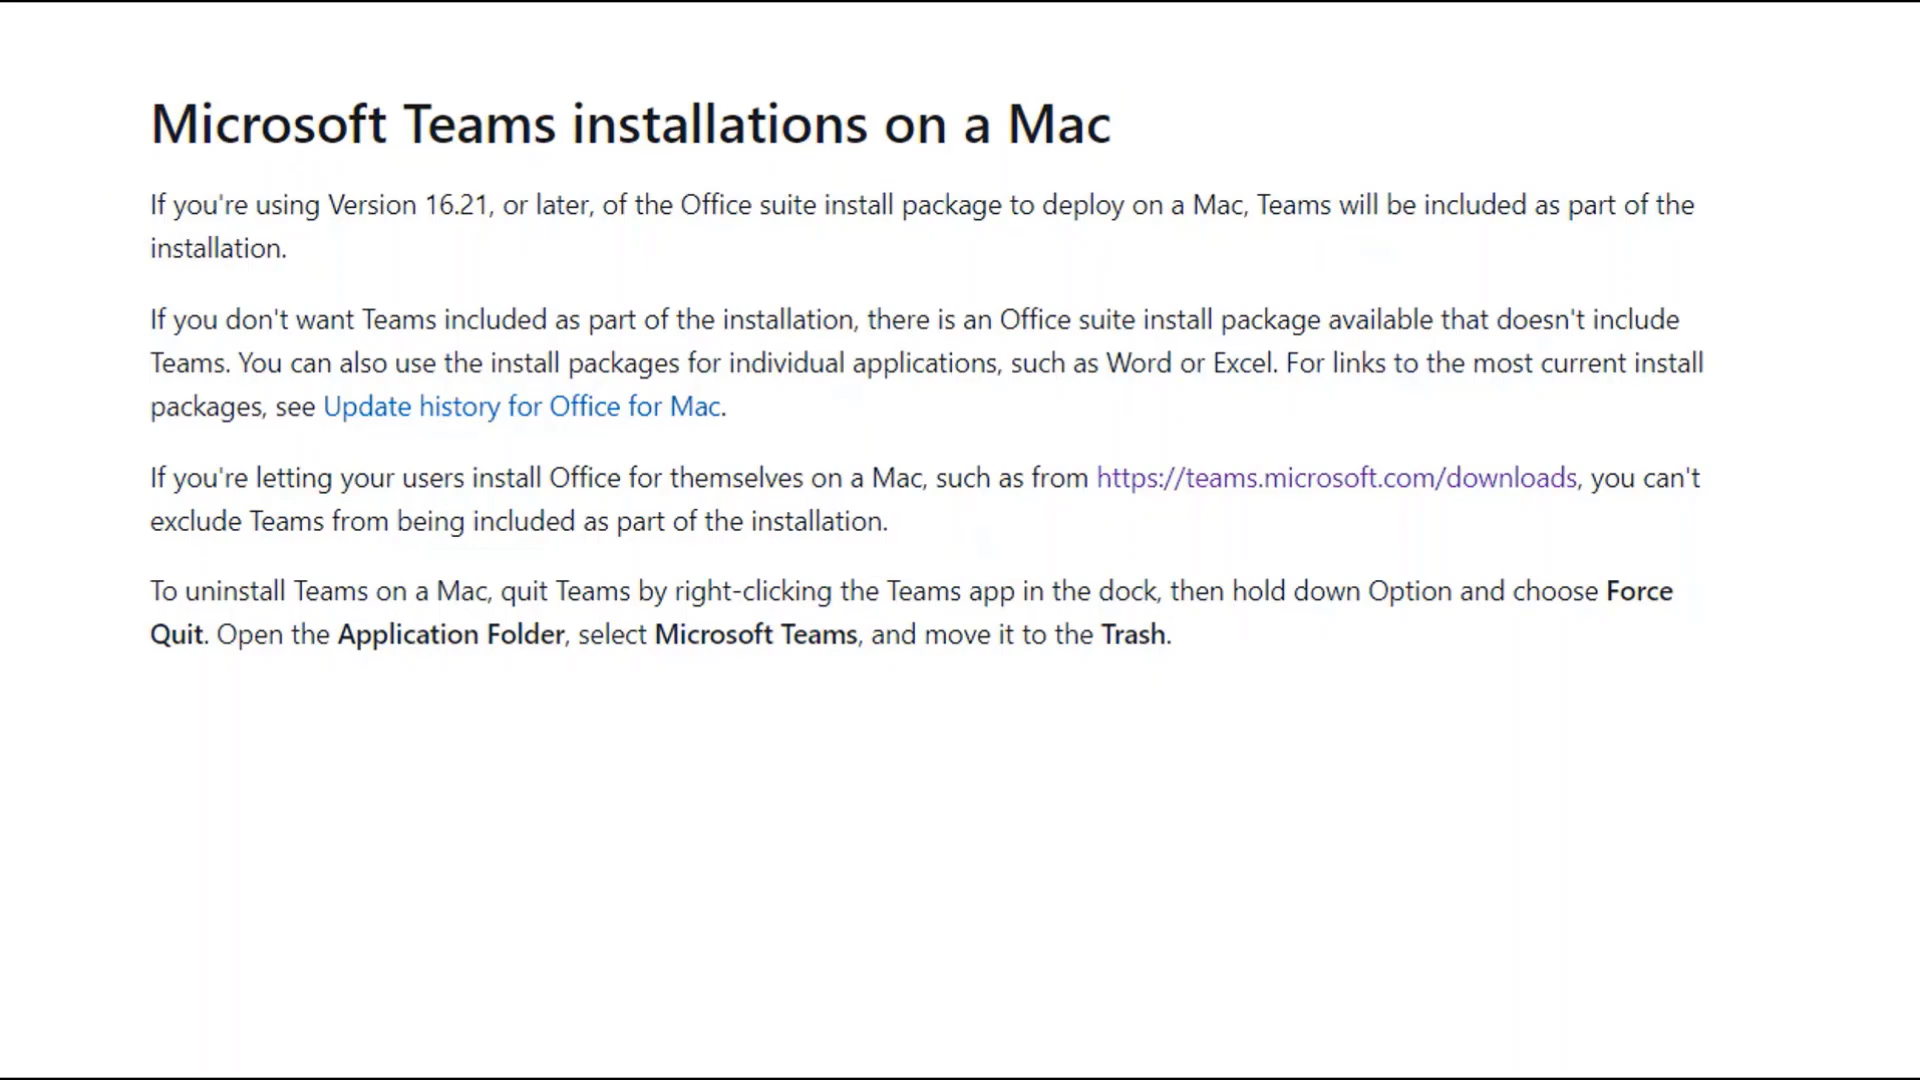 Microsoft Teams installations on a Mac
If you're using Version 16.21, or later, of the Office suite install package to deploy on a Mac, Teams will be included as part of the
installation.
If you don't want Teams included as part of the installation, there is an Office suite install package available that doesn't include
Teams. You can also use the install packages for individual applications, such as Word or Excel. For links to the most current install
packages, see Update history for Office for Mac.
If you're letting your users install Office for themselves on a Mac, such as from https://teams.microsoft.com/downloads, you can't
exclude Teams from being included as part of the installation.
To uninstall Teams on a Mac, quit Teams by right-clicking the Teams app in the dock, then hold down Option and choose Force
Quit. Open the Application Folder, select Microsoft Teams, and move it to the Trash.